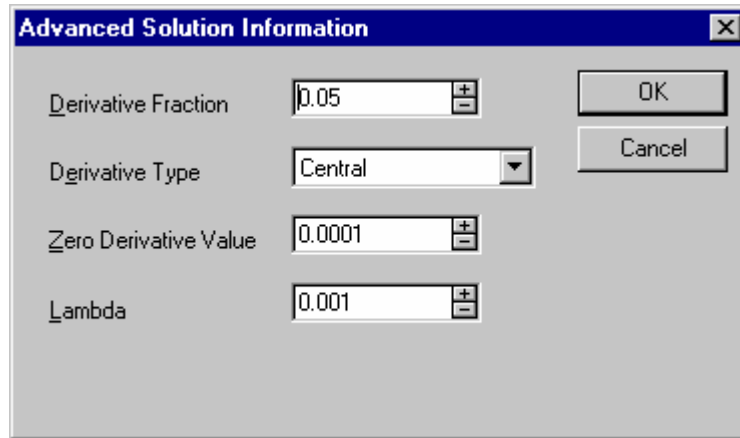 Advanced Solution Information
Derivative Fraction 0.05 OK
Derivative Type Central Cancel
Zero Derivative Value 0.0001
Lambda 0.001